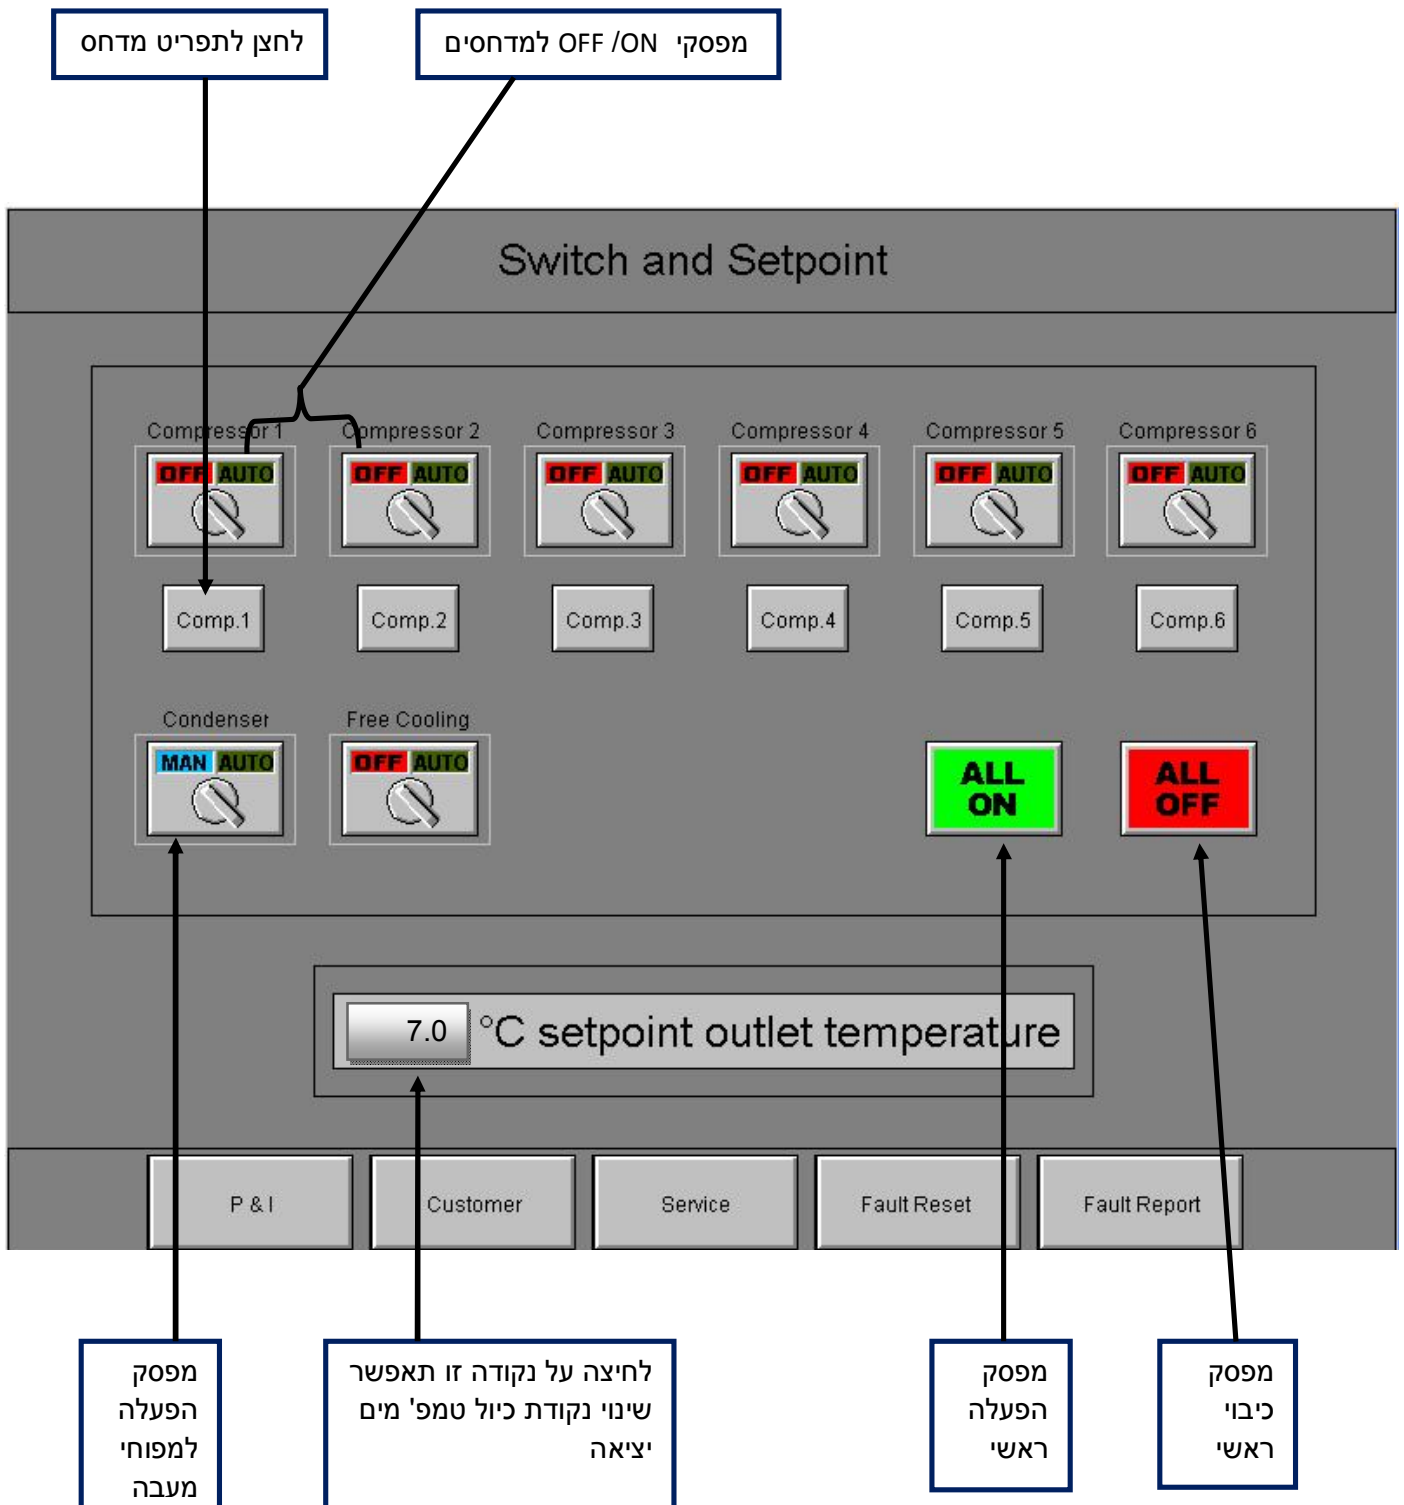 לחצן לתפריט מדחס
מפסקי OFF /ON למדחסים
Switch and Setpoint
Compressor 1
Compressor 2
Compressor 3
Compressor 4
Compressor 5
Compressor 6
OFF AUTO
OFF AUTO
OFF AUTO
OFF AUTO
OFF AUTO
OFF AUTO
Comp.1
Comp.2
Comp.3
Comp.4
Comp.5
Comp.6
Condenser
Free Cooling
MAN AUTO
OFF AUTO
ALL
ON
ALL
OFF
7.0 °C setpoint outlet temperature
P & I
Customer
Service
Fault Reset
Fault Report
מפסק
הפעלה
למפוחי
מעבה
לחיצה על נקודה זו תאפשר
שינוי נקודת כיול טמפ' מים
יציאה
מפסק
הפעלה
ראשי
מפסק
כיבוי
ראשי